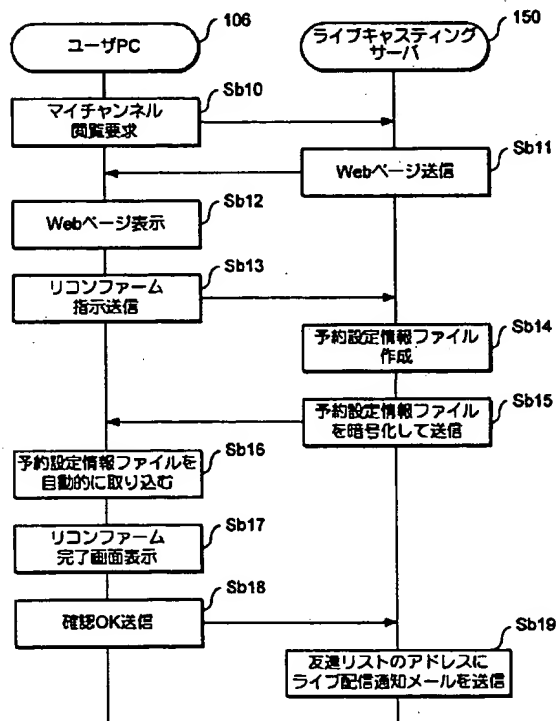 ユーザPC
106
ライブキャスティング
サーバ
150
Sb10
マイチャンネル
閲覧要求
Sb11
Webページ送信
Sb12
Webページ表示
Sb13
リコンファーム
指示送信
Sb14
予約設定情報ファイル
作成
Sb15
予約設定情報ファイル
を暗号化して送信
Sb16
予約設定情報ファイルを
自動的に取り込む
Sb17
リコンファーム
完了画面表示
Sb18
確認OK送信
Sb19
友達リストのアドレスに
ライブ配信通知メールを送信